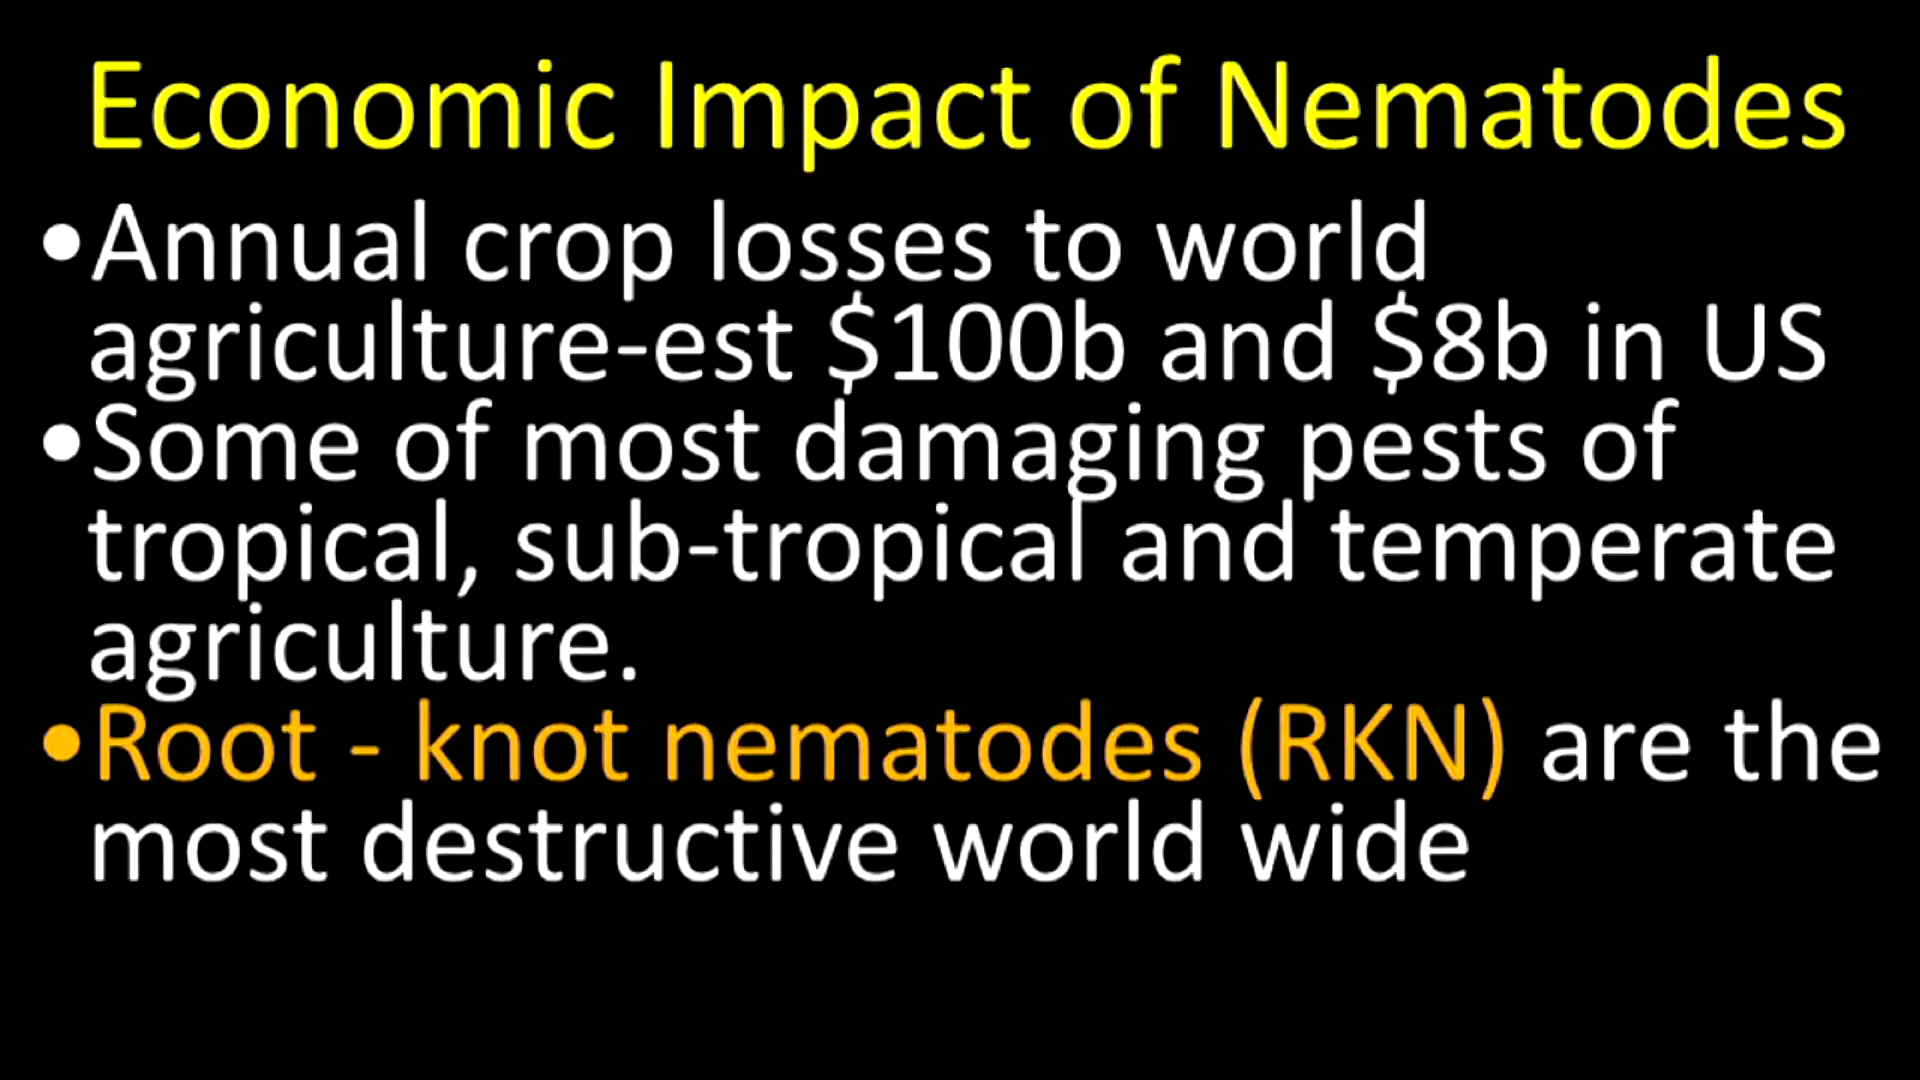 Economic Impact of Nematodes
•Annual crop losses to world
agriculture-est $100b and $8b in US
•Some of most damaging pests of
tropical, sub-tropical and temperate
agriculture.
•Root - knot nematodes (RKN) are the
most destructive world wide